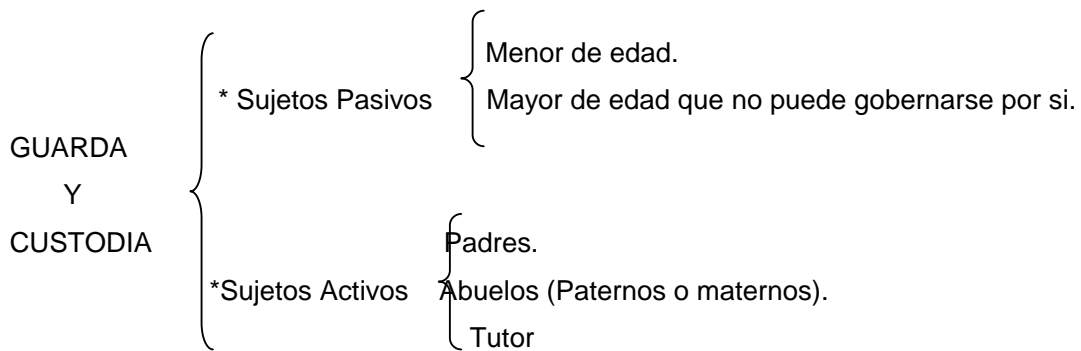 Menor de edad.
* Sujetos Pasivos
Mayor de edad que no puede gobernarse por si.
GUARDA
Y
CUSTODIA
Padres.
*Sujetos Activos
Abuelos (Paternos o maternos).
Tutor